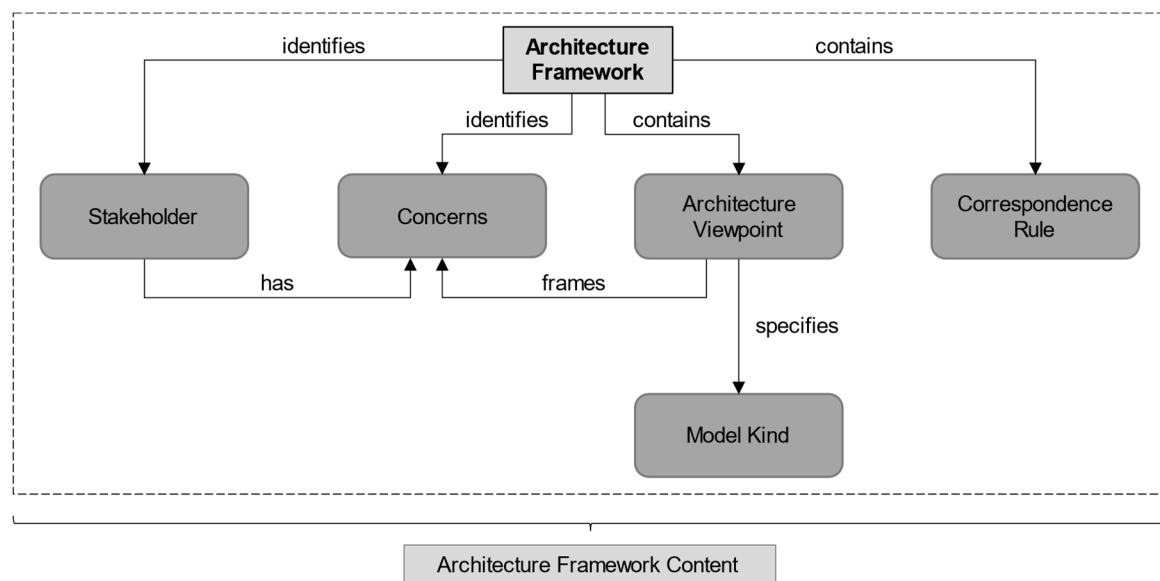 identifies
Architecture
Framework
contains
identifies
contains
Stakeholder
Concerns
Architecture
Viewpoint
Correspondence
Rule
has
frames
specifies
Model Kind
Architecture Framework Content